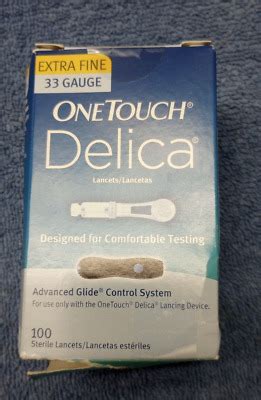 EXTRA FINE
33 GAUGE
ONETOUCH®
Delica®
Lancets/Lancetas
Designed for Comfortable Testing
Advanced Glide® Control System
For use only with the OneTouch® Delica® Lancing Device.
100
Sterile Lancets/Lancetas estériles